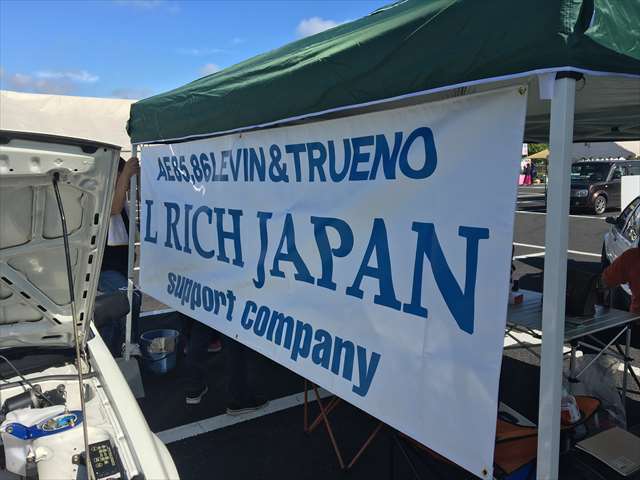 AE85,86LEVIN&TRUENO
L RICH JAPAN
support company